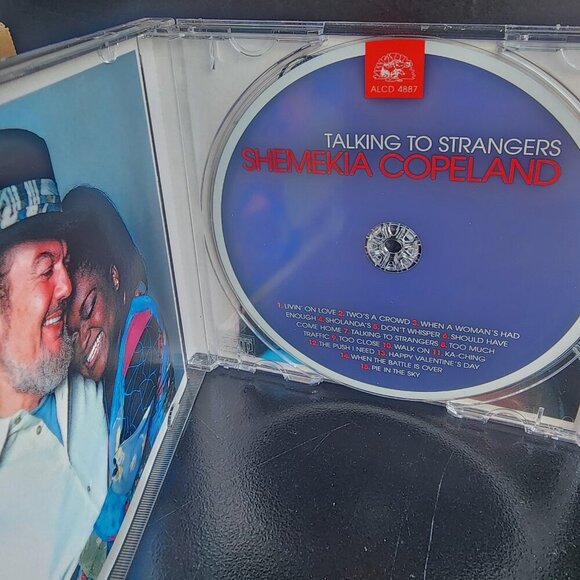 ALCD 4887
TALKING TO STRANGERS
SHEMEKIA COPELAND
1. LIVIN' ON LOVE 2. TWO'S A CROWD 3. WHEN A WOMAN'S HAD
ENOUGH 4. SHOLANDA'S 5. DON'T WHISPER 6. SHOULD HAVE
COME HOME 7. TALKING TO STRANGERS 8. TOO MUCH
TRAFFIC 9. TOO CLOSE 10. WALK ON 11. KA-CHING
12. THE PUSH I NEED 13. HAPPY VALENTINE'S DAY
14. WHEN THE BATTLE IS OVER
15. PIE IN THE SKY